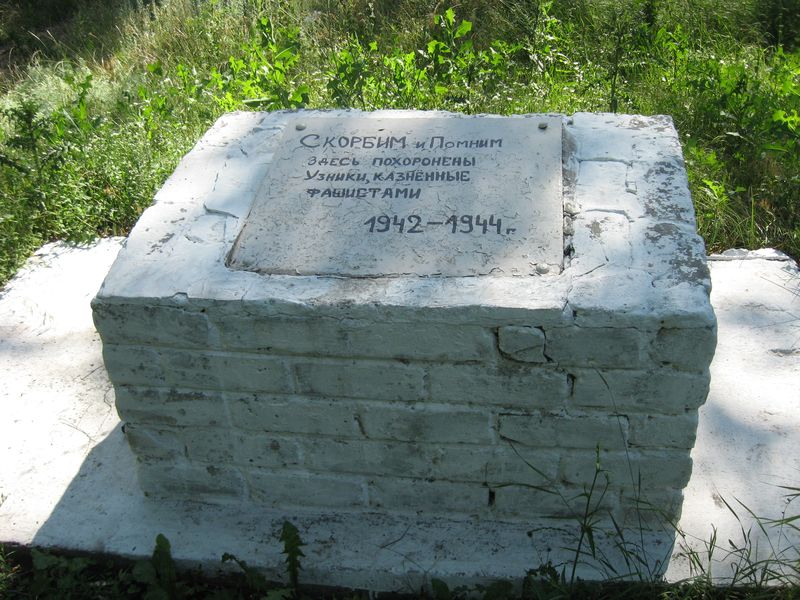 Скорбим и Помним
здесь похоронены
Узники, казнённые
фашистами
1942-1944 г.